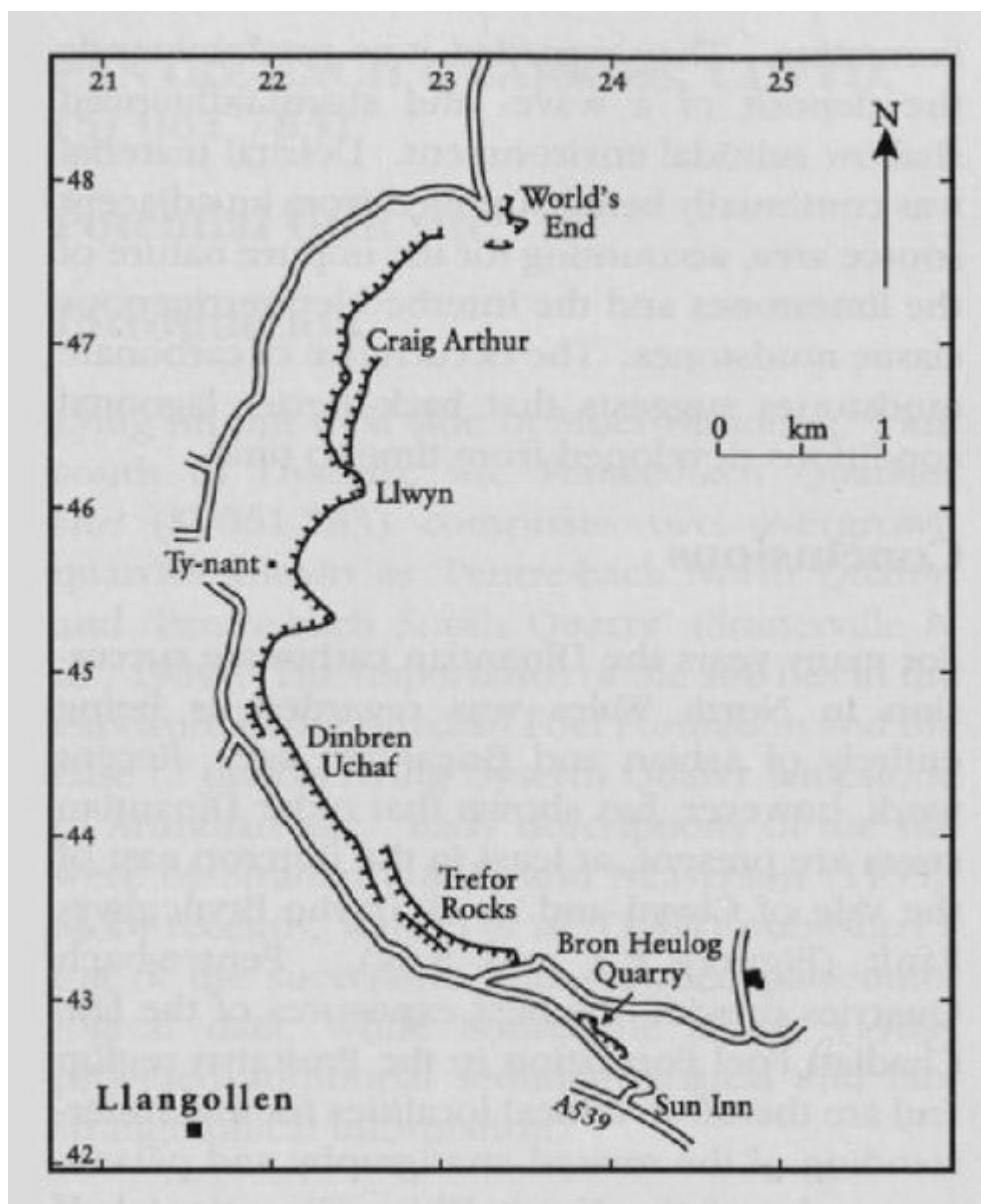 21 22 23 24 25
N
48
World's
End
47
Craig Arthur
0 km 1
46
Llwyn
Ty-nant
45
Dinbren
Uchaf
44
Trefor
Rocks
Bron Heulog
Quarry
43
Llangollen
A539
Sun Inn
42